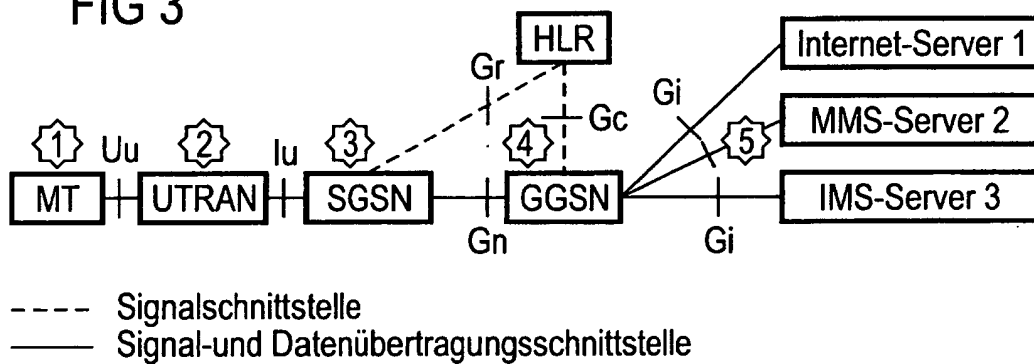 FIG 3
HLR
Internet-Server 1
Gr
Gi
Gc
MMS-Server 2
1
Uu
2
Iu
3
4
5
MT
UTRAN
SGSN
GGSN
IMS-Server 3
Gn
Gi
---- Signalschnittstelle
—— Signal-und Datenübertragungsschnittstelle